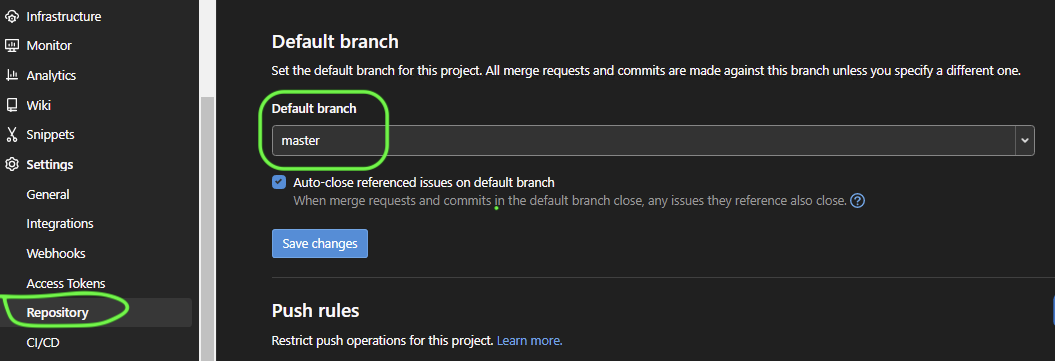 Infrastructure
Monitor
Analytics
Wiki
Snippets
Settings
General
Integrations
Webhooks
Access Tokens
Repository
CI/CD
Default branch
Set the default branch for this project. All merge requests and commits are made against this branch unless you specify a different one.
Default branch
master
Auto-close referenced issues on default branch
When merge requests and commits in the default branch close, any issues they reference also close.
Save changes
Push rules
Restrict push operations for this project. Learn more.